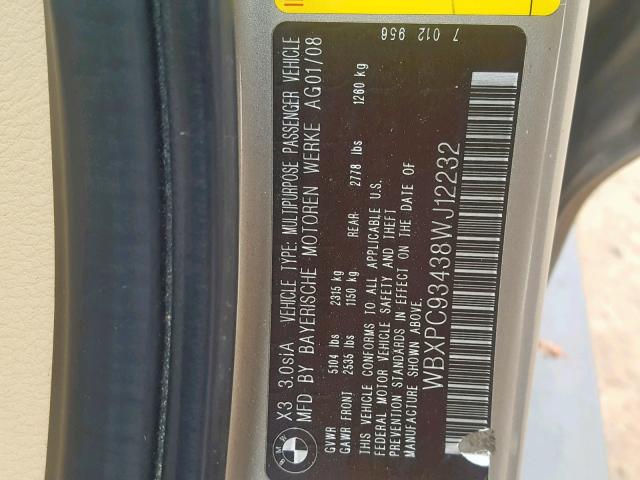 X3 3.0siA VEHICLE TYPE: MULTIPURPOSE PASSENGER VEHICLE
MFD BY BAYERISCHE MOTOREN WERKE AG01/08
GVWR 5104 lbs 2315 kg
GAWR FRONT 2535 lbs 1150 kg REAR: 2778 lbs 1260 kg
THIS VEHICLE CONFORMS TO ALL APPLICABLE U.S.
FEDERAL MOTOR VEHICLE SAFETY AND THEFT
PREVENTION STANDARDS IN EFFECT ON THE DATE OF
MANUFACTURE SHOWN ABOVE.
WBXPC93438WJ12232
7 012 956
BMW